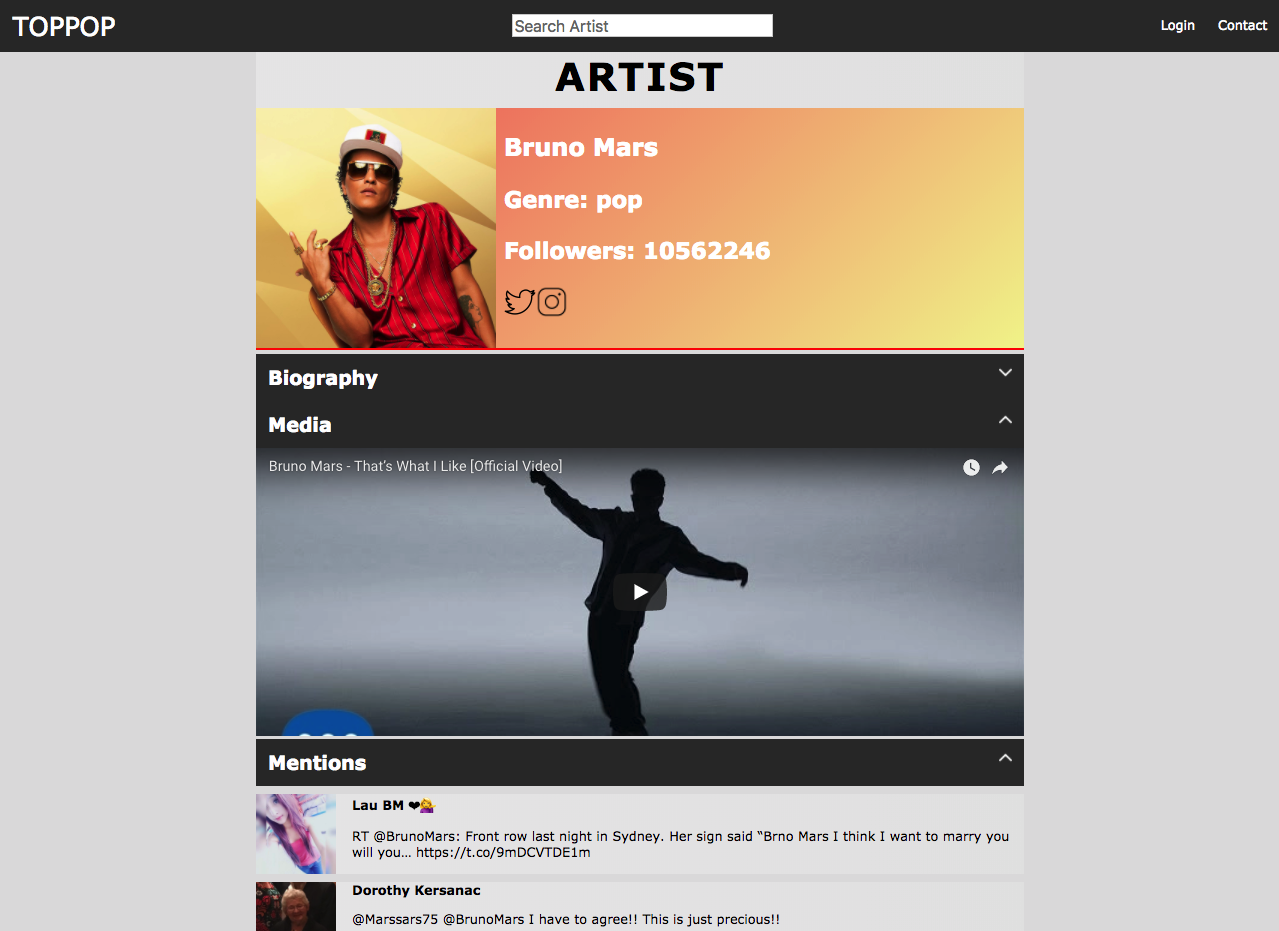 TOPPOP
Search Artist
Login
Contact
ARTIST
Bruno Mars
Genre: pop
Followers: 10562246
Biography
Media
Bruno Mars - That's What I Like [Official Video]
Mentions
Lau BM ❤💁
RT @BrunoMars: Front row last night in Sydney. Her sign said “Brno Mars I think I want to marry you
will you… https://t.co/9mDCVTDE1m
Dorothy Kersanac
@Marssars75 @BrunoMars I have to agree!! This is just precious!!